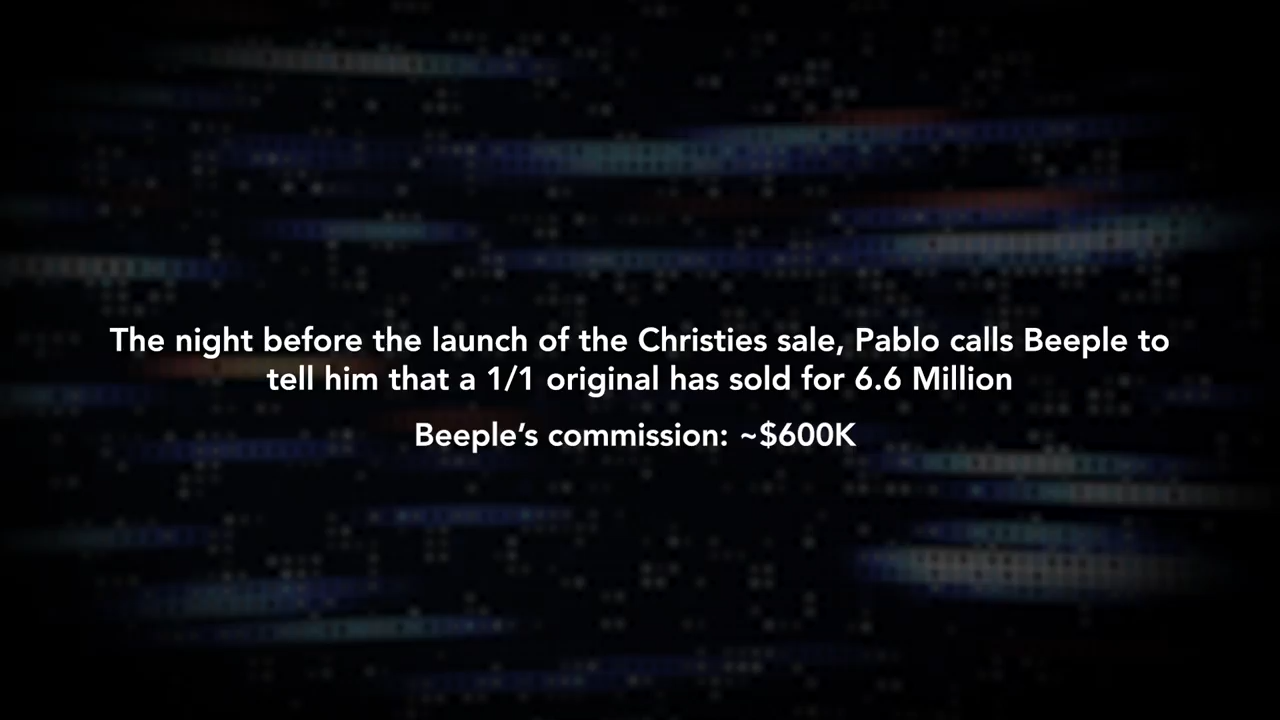 The night before the launch of the Christies sale, Pablo calls Beeple to
tell him that a 1/1 original has sold for 6.6 Million
Beeple’s commission: ~$600K